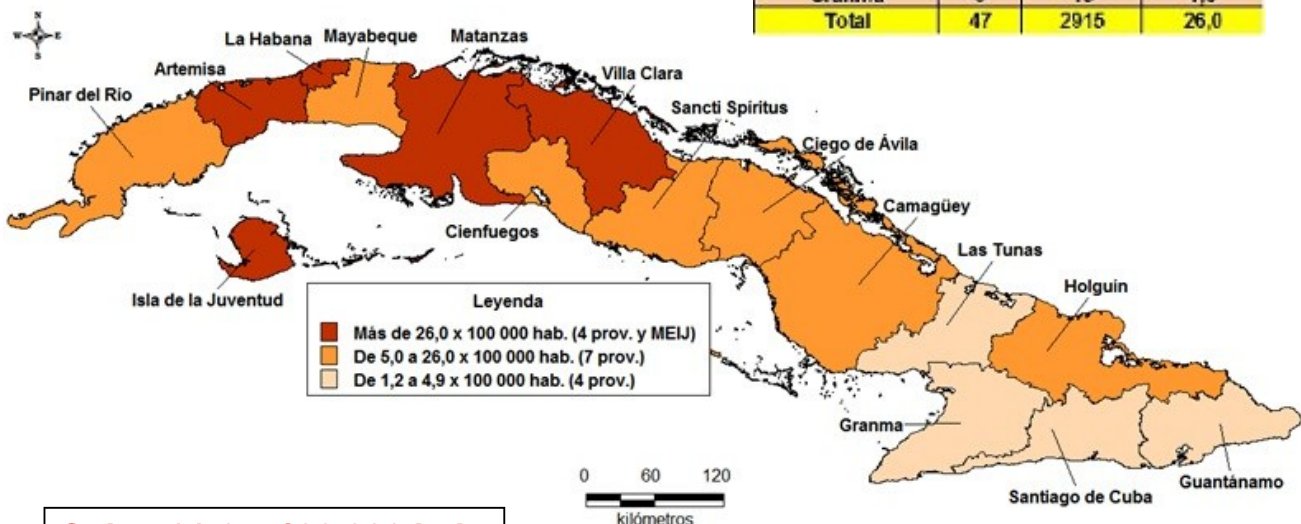 Total 47 2915 26,0
N
W E
S
La Habana
Mayabeque
Matanzas
Artemisa
Villa Clara
Pinar del Río
Sancti Spiritus
Ciego de Ávila
Camagüey
Cienfuegos
Las Tunas
Holguín
Isla de la Juventud
Leyenda
Más de 26,0 x 100 000 hab. (4 prov. y MEIJ)
De 5,0 a 26,0 x 100 000 hab. (7 prov.)
De 1,2 a 4,9 x 100 000 hab. (4 prov.)
Granma
0 60 120
kilómetros
Santiago de Cuba
Guantánamo